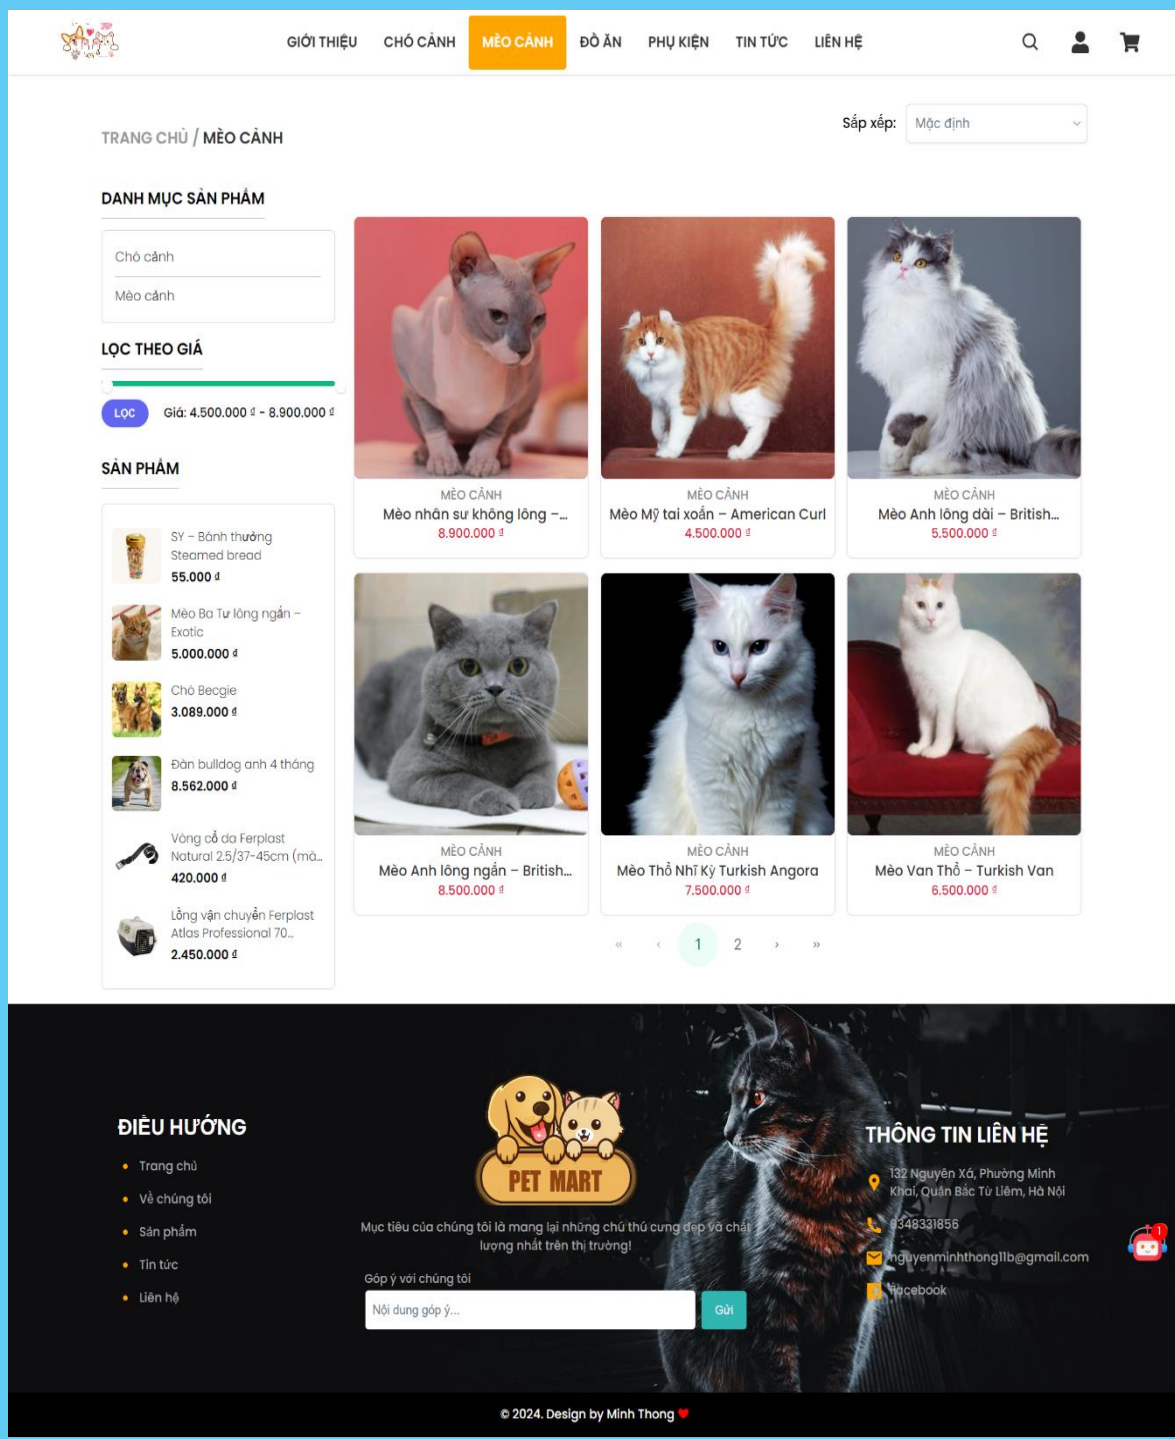 GIỚI THIỆU
CHÓ CẢNH
MÈO CẢNH
ĐỒ ĂN
PHỤ KIỆN
TIN TỨC
LIÊN HỆ
TRANG CHỦ / MÈO CẢNH
Sắp xếp:
Mặc định
DANH MỤC SẢN PHẨM
Chó cảnh
Mèo cảnh
LỌC THEO GIÁ
LỌC
Giá: 4.500.000 ₫ - 8.900.000 ₫
SẢN PHẨM
SY – Bánh thưởng
Steamed bread
55.000 ₫
Mèo Ba Tư lông ngắn –
Exotic
5.000.000 ₫
Chó Becgie
3.089.000 ₫
Đàn bulldog anh 4 tháng
8.562.000 ₫
Vòng cổ da Ferplast
Natural 2.5/37-45cm (mà...
420.000 ₫
Lồng vận chuyển Ferplast
Atlas Professional 70...
2.450.000 ₫
MÈO CẢNH
Mèo nhân sư không lông –...
8.900.000 ₫
MÈO CẢNH
Mèo Mỹ tai xoắn – American Curl
4.500.000 ₫
MÈO CẢNH
Mèo Anh lông dài – British...
5.500.000 ₫
MÈO CẢNH
Mèo Anh lông ngắn – British...
8.500.000 ₫
MÈO CẢNH
Mèo Thổ Nhĩ Kỳ Turkish Angora
7.500.000 ₫
MÈO CẢNH
Mèo Van Thổ – Turkish Van
6.500.000 ₫
« ‹ 1 2 › »
ĐIỀU HƯỚNG
Trang chủ
Về chúng tôi
Sản phẩm
Tin tức
Liên hệ
PET MART
Mục tiêu của chúng tôi là mang lại những chú thú cưng đẹp và chất
lượng nhất trên thị trường!
Góp ý với chúng tôi
Nội dung góp ý...
Gửi
THÔNG TIN LIÊN HỆ
132 Nguyên Xá, Phường Minh
Khai, Quận Bắc Từ Liêm, Hà Nội
0348331856
nguyenminhthong11b@gmail.com
Facebook
1
© 2024. Design by Minh Thong ♥